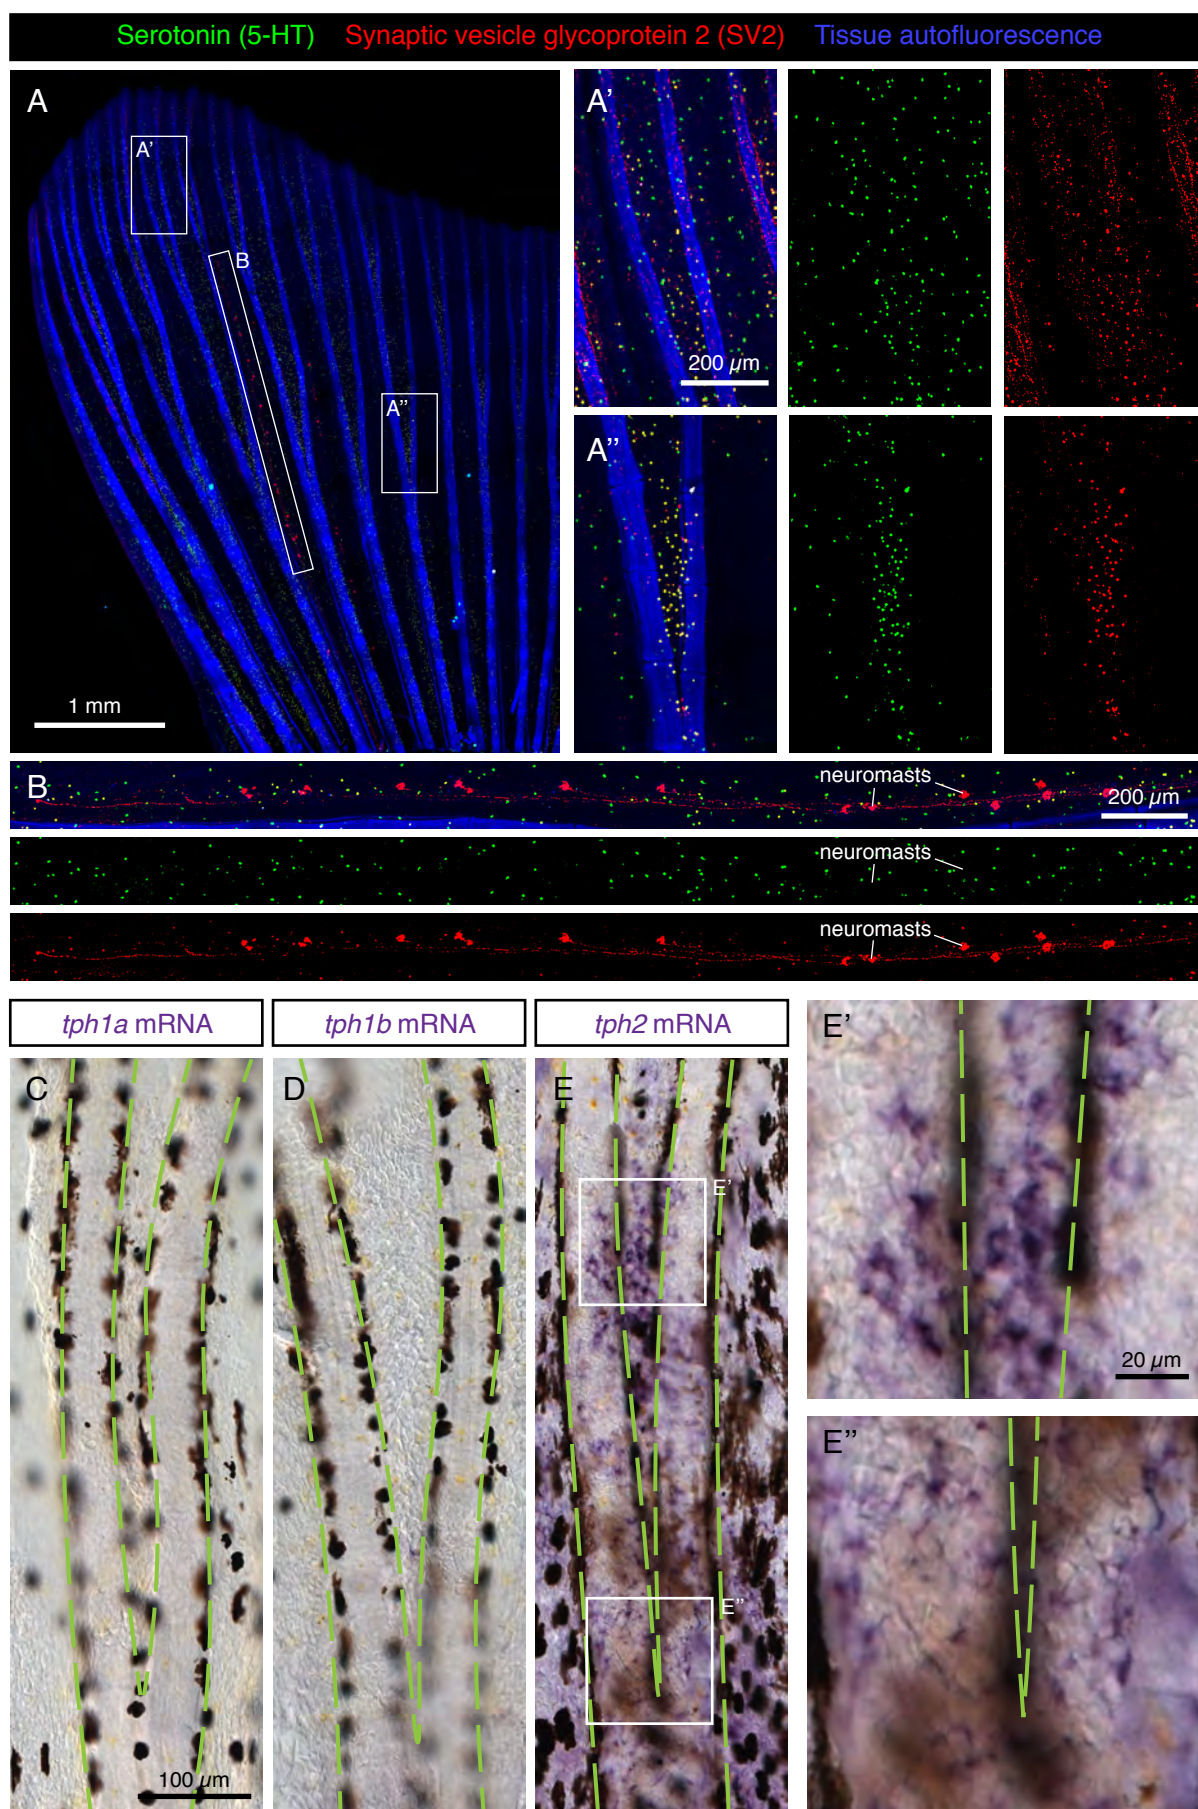 Serotonin (5-HT) Synaptic vesicle glycoprotein 2 (SV2) Tissue autofluorescence
A
A'
B
A''
1 mm
A'
200 µm
A''
B
neuromasts
200 µm
neuromasts
neuromasts
tph1a mRNA
tph1b mRNA
tph2 mRNA
C
100 µm
D
E
E'
E''
E'
20 µm
E''